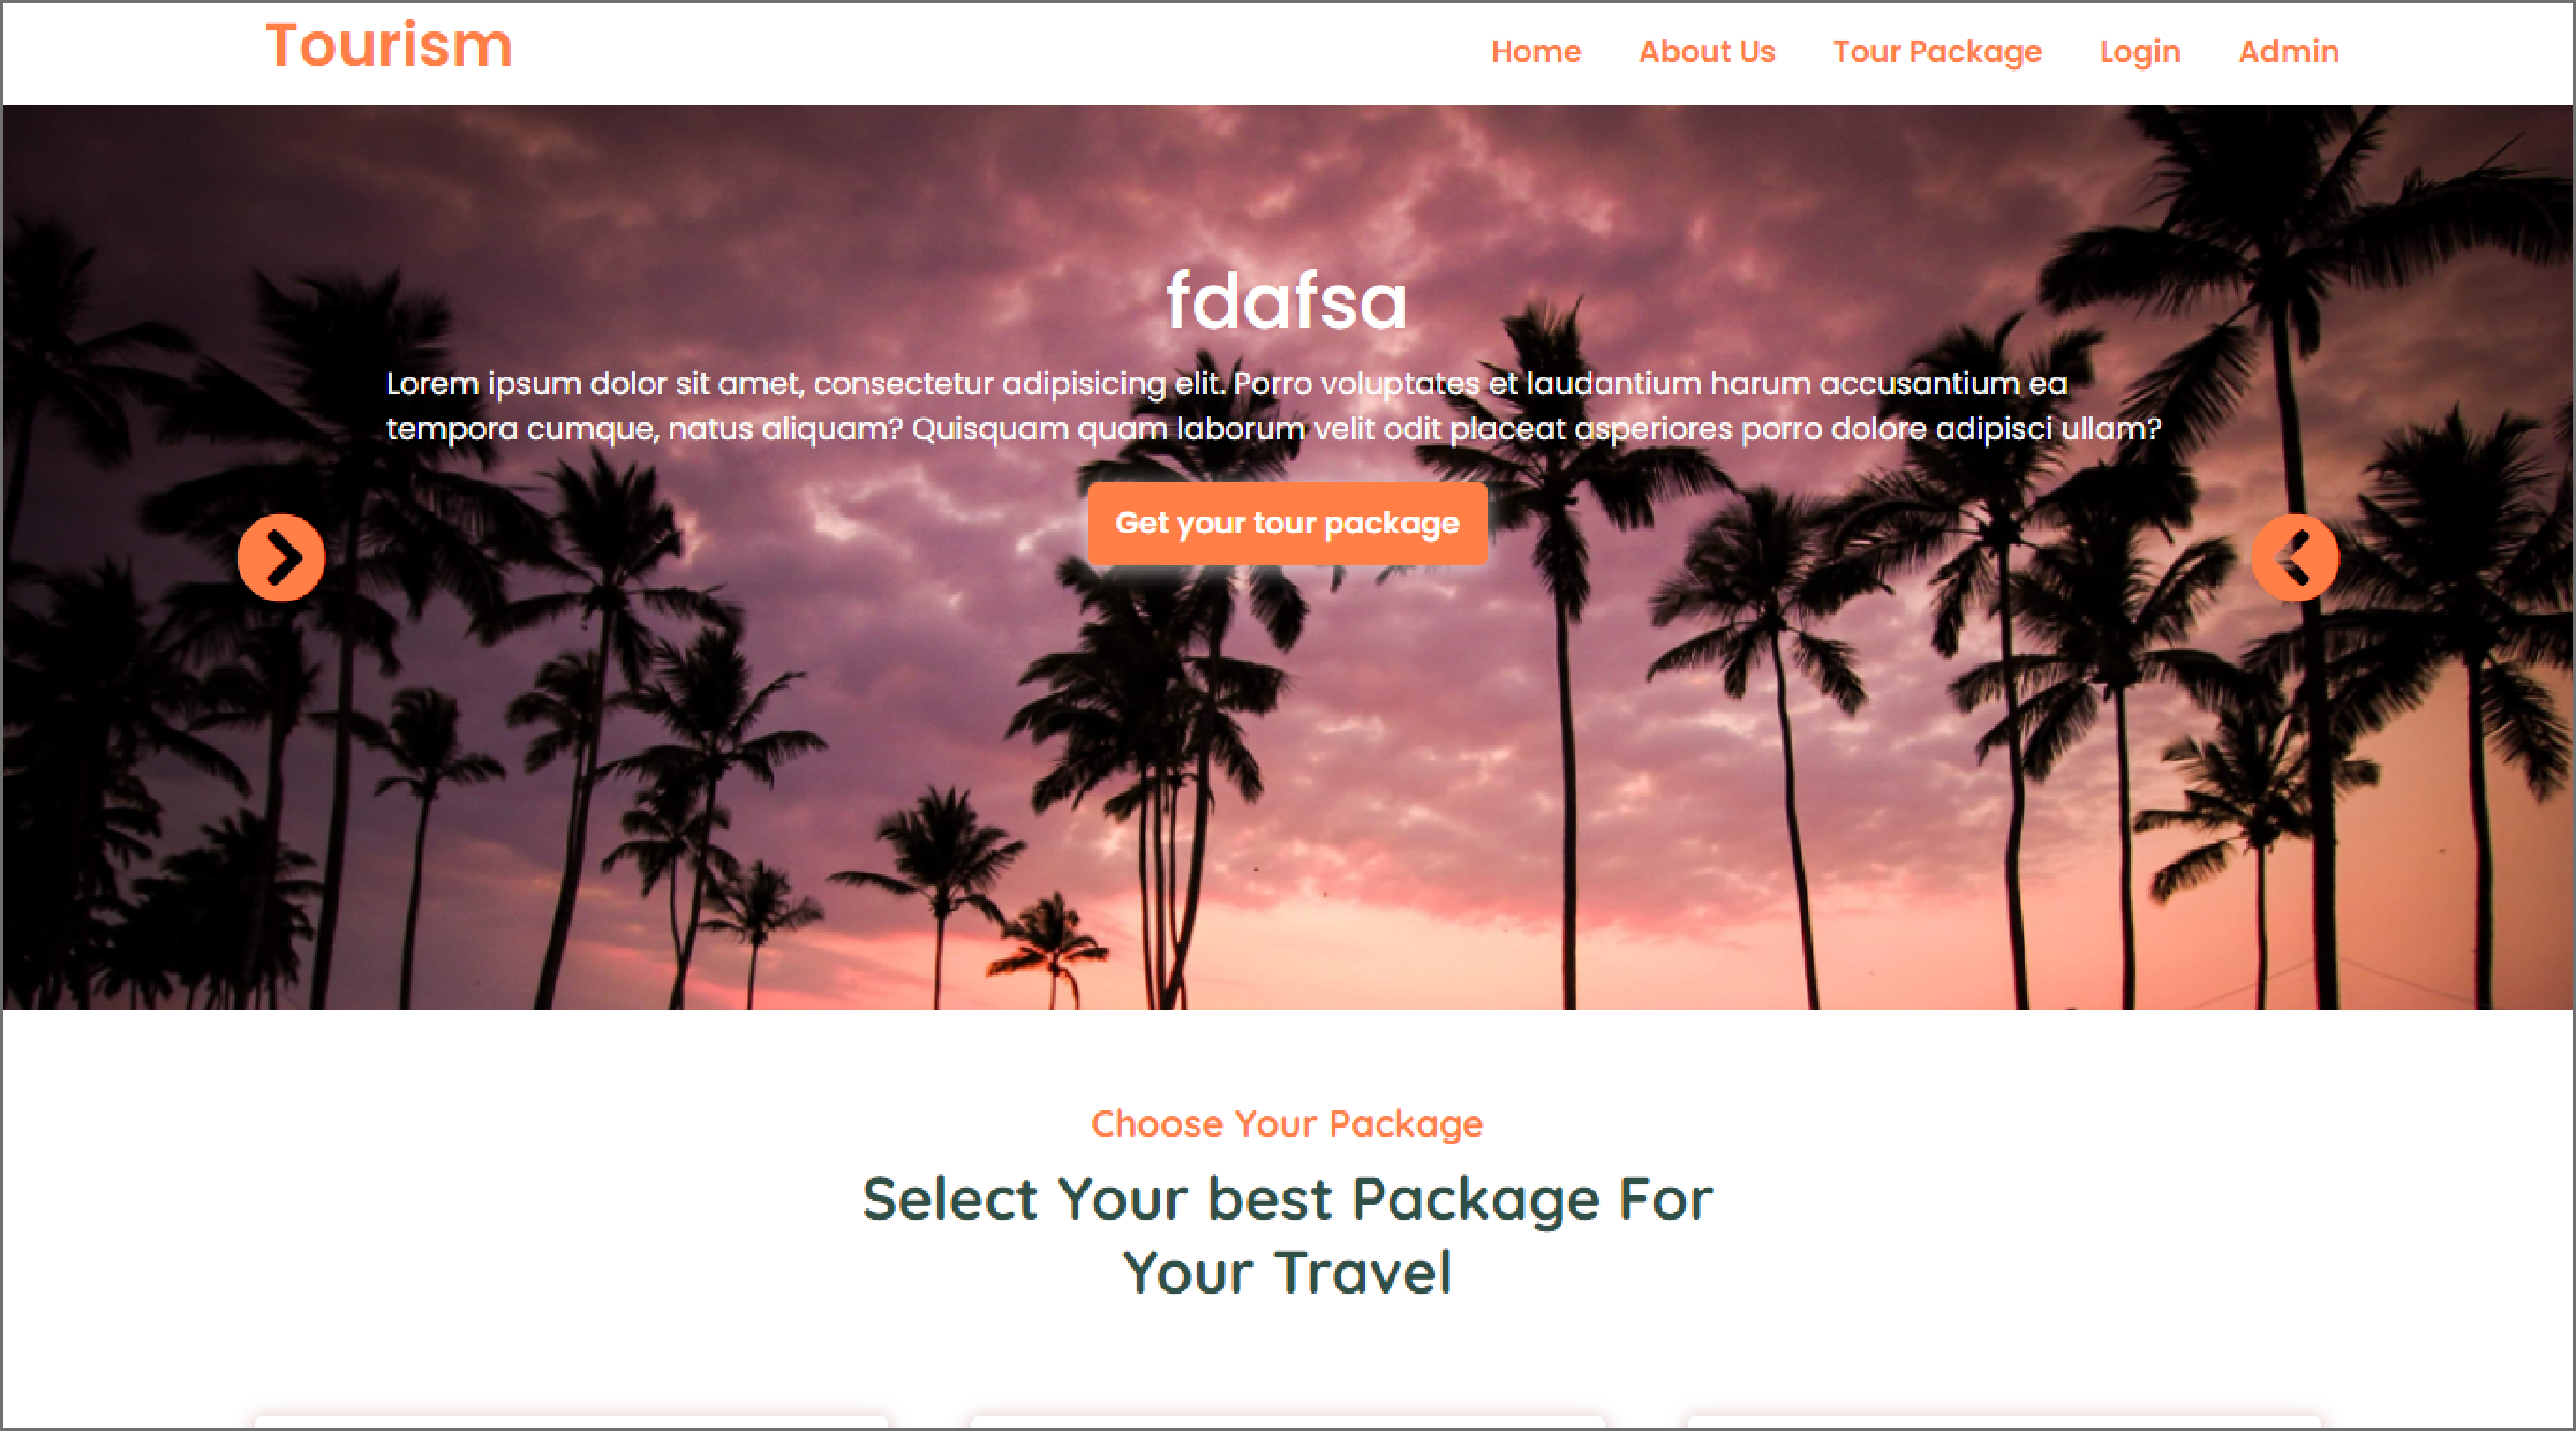 Tourism
Home About Us Tour Package Login Admin
fdafsa
Lorem ipsum dolor sit amet, consectetur adipisicing elit. Porro voluptates et laudantium harum accusantium ea
tempora cumque, natus aliquam? Quisquam quam laborum velit odit placeat asperiores porro dolore adipisci ullam?
Get your tour package
Choose Your Package
Select Your best Package For
Your Travel